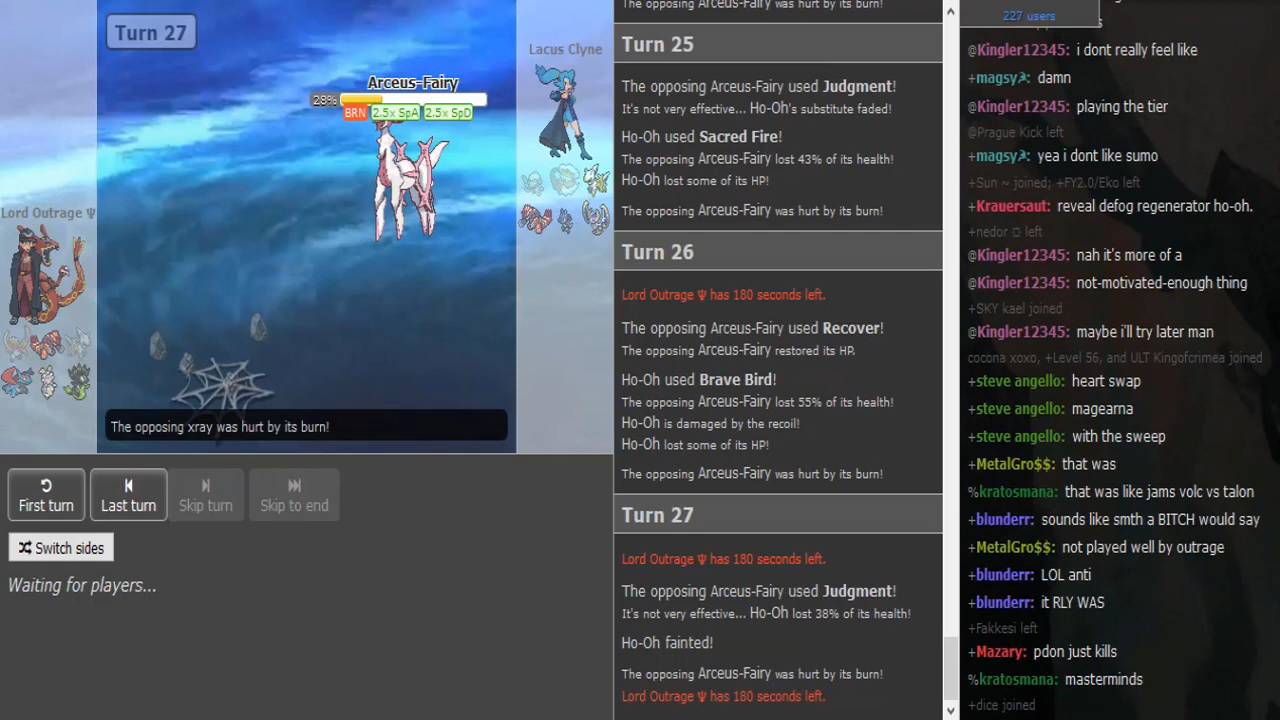 Turn 27
Lord Outrage Ψ
Arceus-Fairy
28%
BRN 2.5x SpA 2.5x SpD
Lacus Clyne
The opposing xray was hurt by its burn!
First turn
Last turn
Skip turn
Skip to end
Switch sides
Waiting for players...
The opposing Arceus-Fairy was hurt by its burn!
Turn 25
The opposing Arceus-Fairy used Judgment!
It's not very effective... Ho-Oh's substitute faded!
Ho-Oh used Sacred Fire!
The opposing Arceus-Fairy lost 43% of its health!
Ho-Oh lost some of its HP!
The opposing Arceus-Fairy was hurt by its burn!
Turn 26
Lord Outrage Ψ has 180 seconds left.
The opposing Arceus-Fairy used Recover!
The opposing Arceus-Fairy restored its HP.
Ho-Oh used Brave Bird!
The opposing Arceus-Fairy lost 55% of its health!
Ho-Oh is damaged by the recoil!
Ho-Oh lost some of its HP!
The opposing Arceus-Fairy was hurt by its burn!
Turn 27
Lord Outrage Ψ has 180 seconds left.
The opposing Arceus-Fairy used Judgment!
It's not very effective... Ho-Oh lost 38% of its health!
Ho-Oh fainted!
The opposing Arceus-Fairy was hurt by its burn!
Lord Outrage Ψ has 180 seconds left.
227 users
@Kingler12345: i dont really feel like
+magsy☭: damn
@Kingler12345: playing the tier
@Prague Kick left
+magsy☭: yea i dont like sumo
+Sun ~ joined; +FY2.0/Eko left
+Krauersaut: reveal defog regenerator ho-oh.
+nedor ۞ left
@Kingler12345: nah it's more of a
@Kingler12345: not-motivated-enough thing
+SKY kael joined
@Kingler12345: maybe i'll try later man
cocona xoxo, +Level 56, and ULT Kingofcrimea joined
+steve angello: heart swap
+steve angello: magearna
+steve angello: with the sweep
+MetalGro$$: that was
%kratosmana: that was like jams volc vs talon
+blunderr: sounds like smth a BITCH would say
+MetalGro$$: not played well by outrage
+blunderr: LOL anti
+blunderr: it RLY WAS
+Fakkesi left
+Mazary: pdon just kills
%kratosmana: masterminds
+dice joined